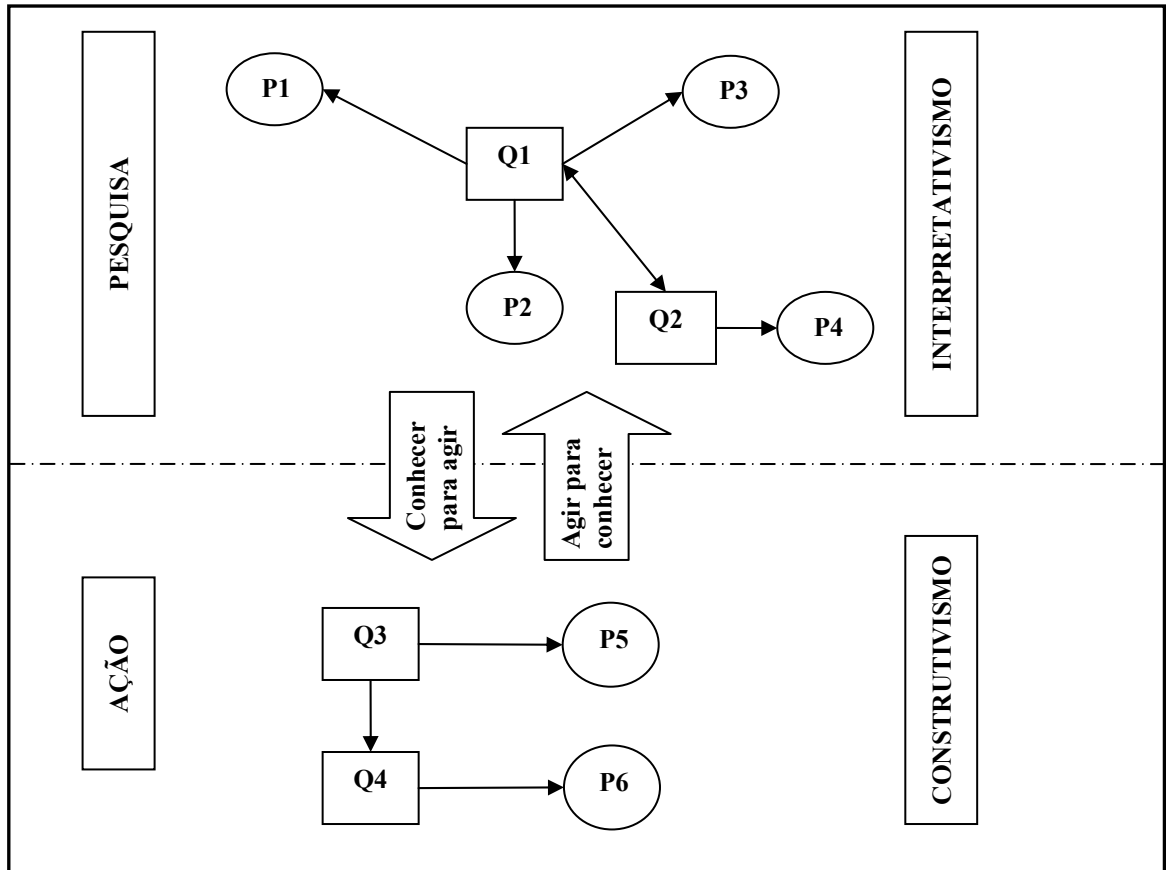 PESQUISA
P1
P3
Q1
P2
Q2
P4
INTERPRETATIVISMO
Conhecer
para agir
Agir para
conhecer
AÇÃO
Q3
P5
Q4
P6
CONSTRUTIVISMO